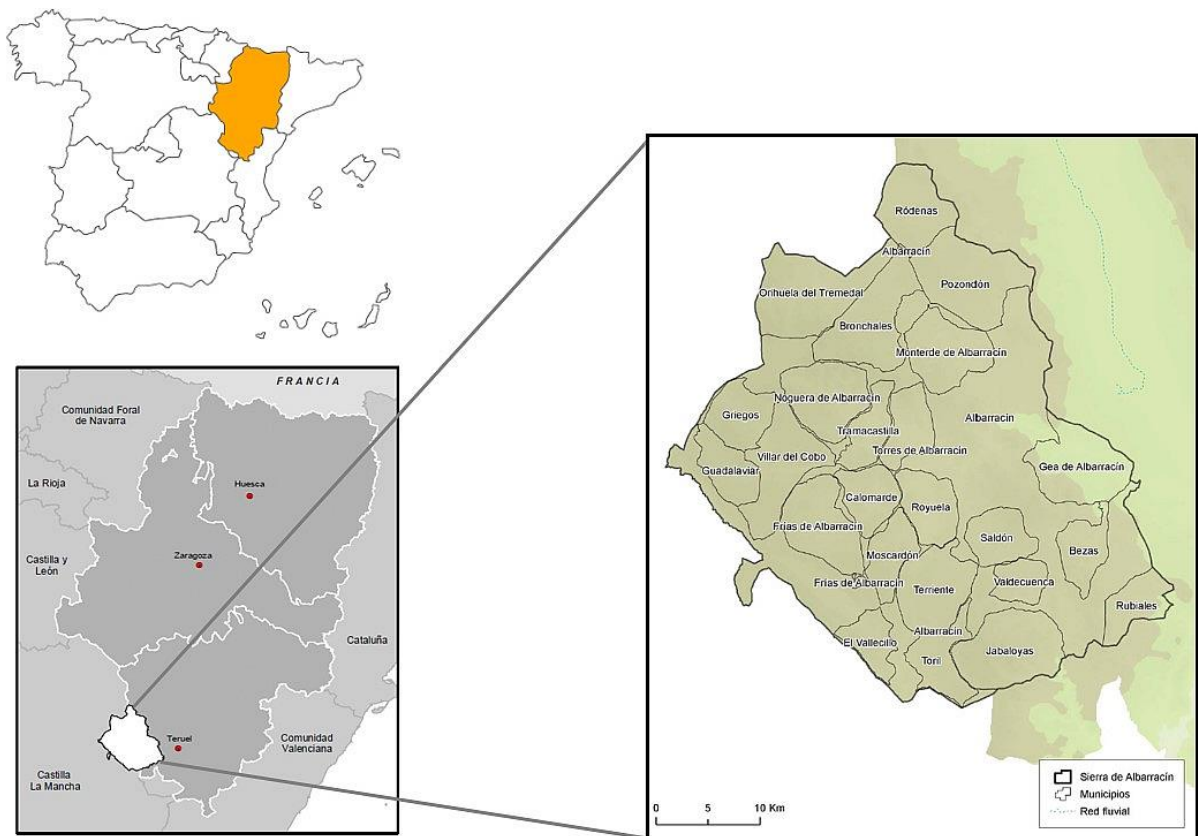 FRANCIA
Comunidad Foral
de Navarra
La Rioja
Huesca
Zaragoza
Castilla y
León
Cataluña
Teruel
Comunidad
Valenciana
Castilla
La Mancha
Ródenas
Albarracín
Pozondón
Orihuela del Tremedal
Bronchales
Monterde de Albarracín
Noguera de Albarracín
Griegos
Albarracín
Tramacastilla
Torres de Albarracín
Villar del Cobo
Guadalaviar
Gea de Albarracín
Calomarde
Royuela
Frías de Albarracín
Saldón
Bezas
Moscardón
Frías de Albarracín
Terriente
Valdecuenca
Rubiales
Albarracín
El Vallecillo
Toril
Jabaloyas
0 5 10 Km
Sierra de Albarracín
Municipios
Red fluvial